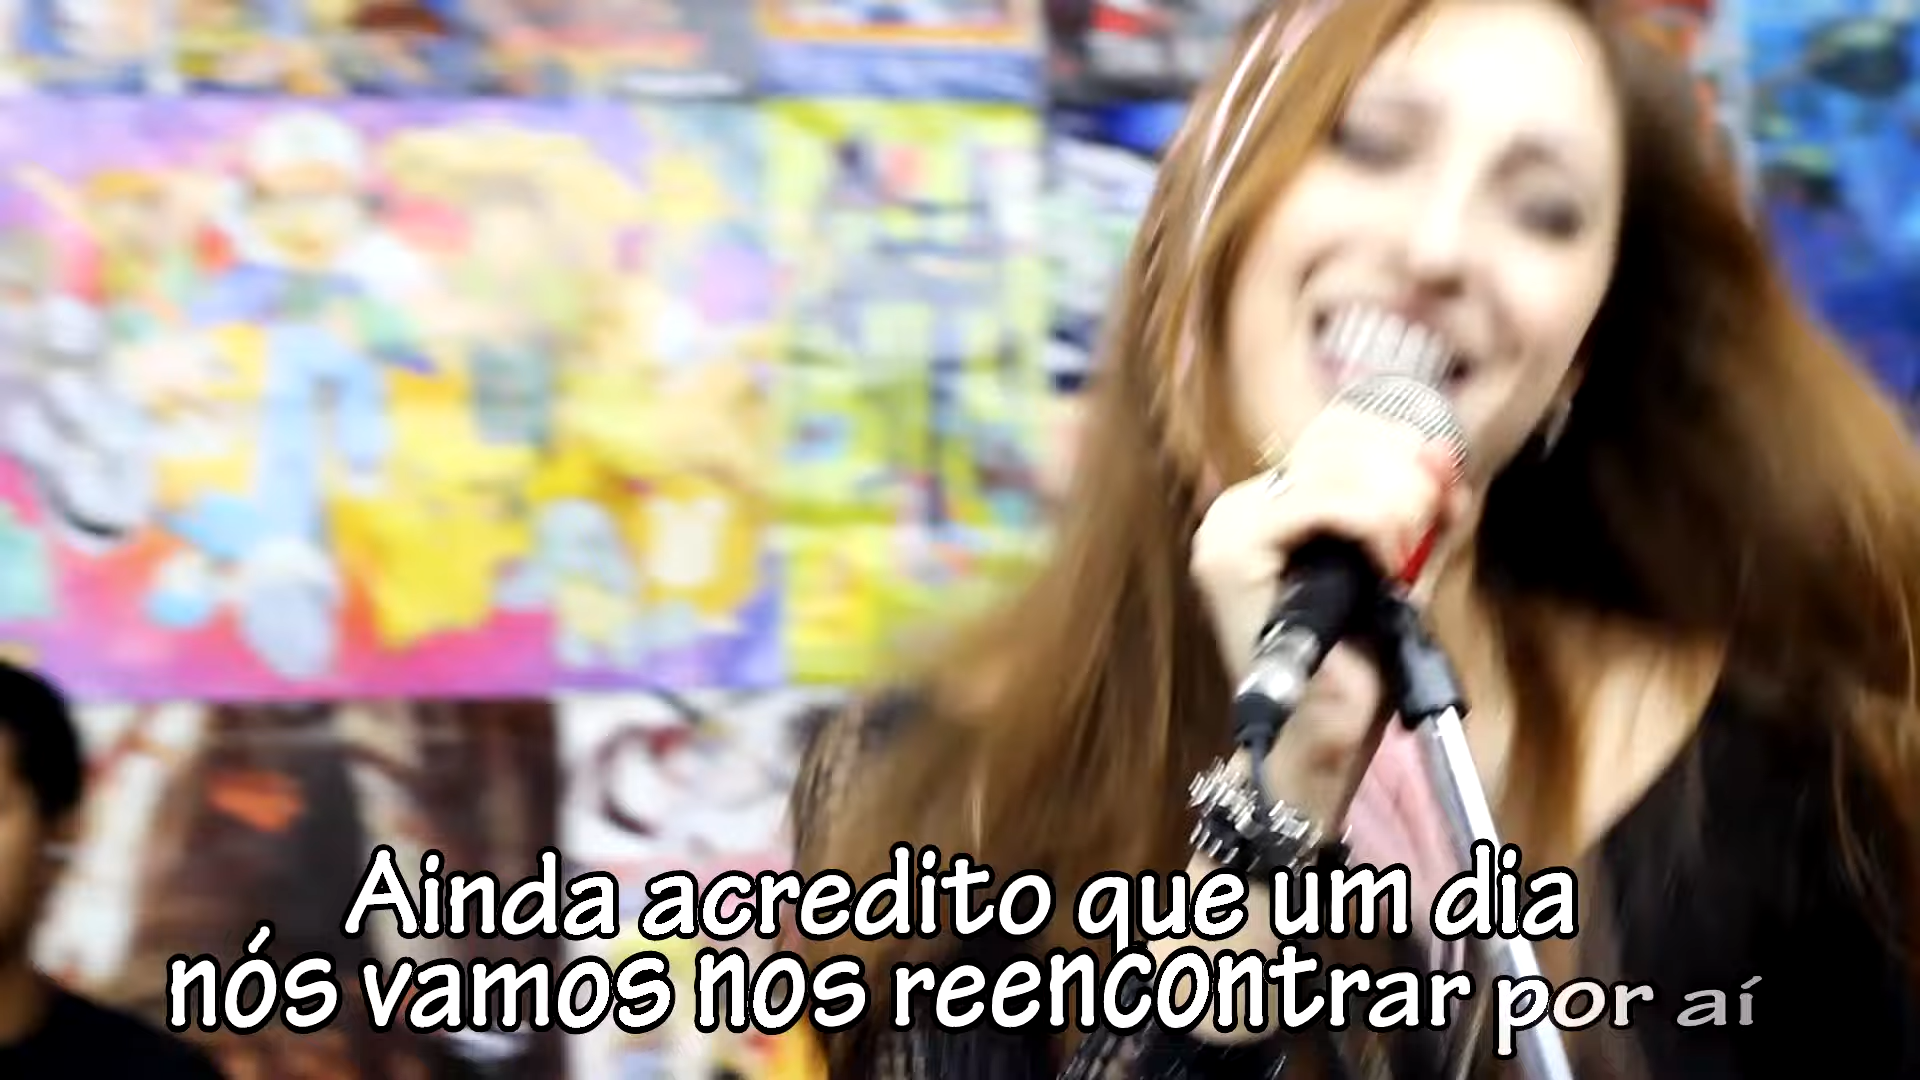 Ainda acredito que um dia
nós vamos nos reencontrar por aí